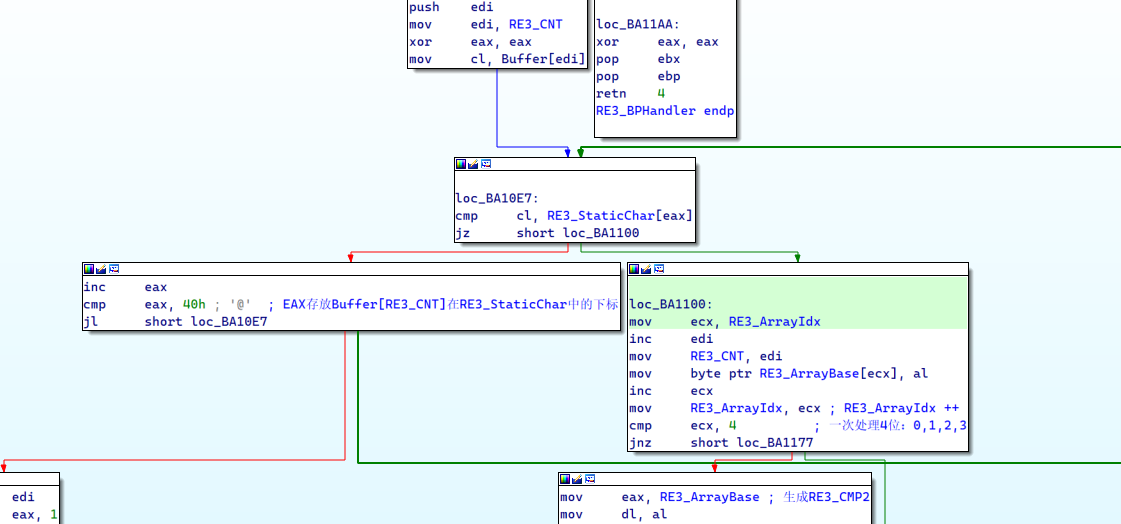 push edi
mov edi, RE3_CNT
xor eax, eax
mov cl, Buffer[edi]
loc_BA11AA:
xor eax, eax
pop ebx
pop ebp
retn 4
RE3_BPHandler endp
loc_BA10E7:
cmp cl, RE3_StaticChar[eax]
jz short loc_BA1100
inc eax
cmp eax, 40h ; '@' ; EAX存放Buffer[RE3_CNT]在RE3_StaticChar中的下标
jl short loc_BA10E7
loc_BA1100:
mov ecx, RE3_ArrayIdx
inc edi
mov RE3_CNT, edi
mov byte ptr RE3_ArrayBase[ecx], al
inc ecx
mov RE3_ArrayIdx, ecx ; RE3_ArrayIdx ++
cmp ecx, 4 ; 一次处理4位：0,1,2,3
jnz short loc_BA1177
edi
eax, 1
mov eax, RE3_ArrayBase ; 生成RE3_CMP2
mov dl, al